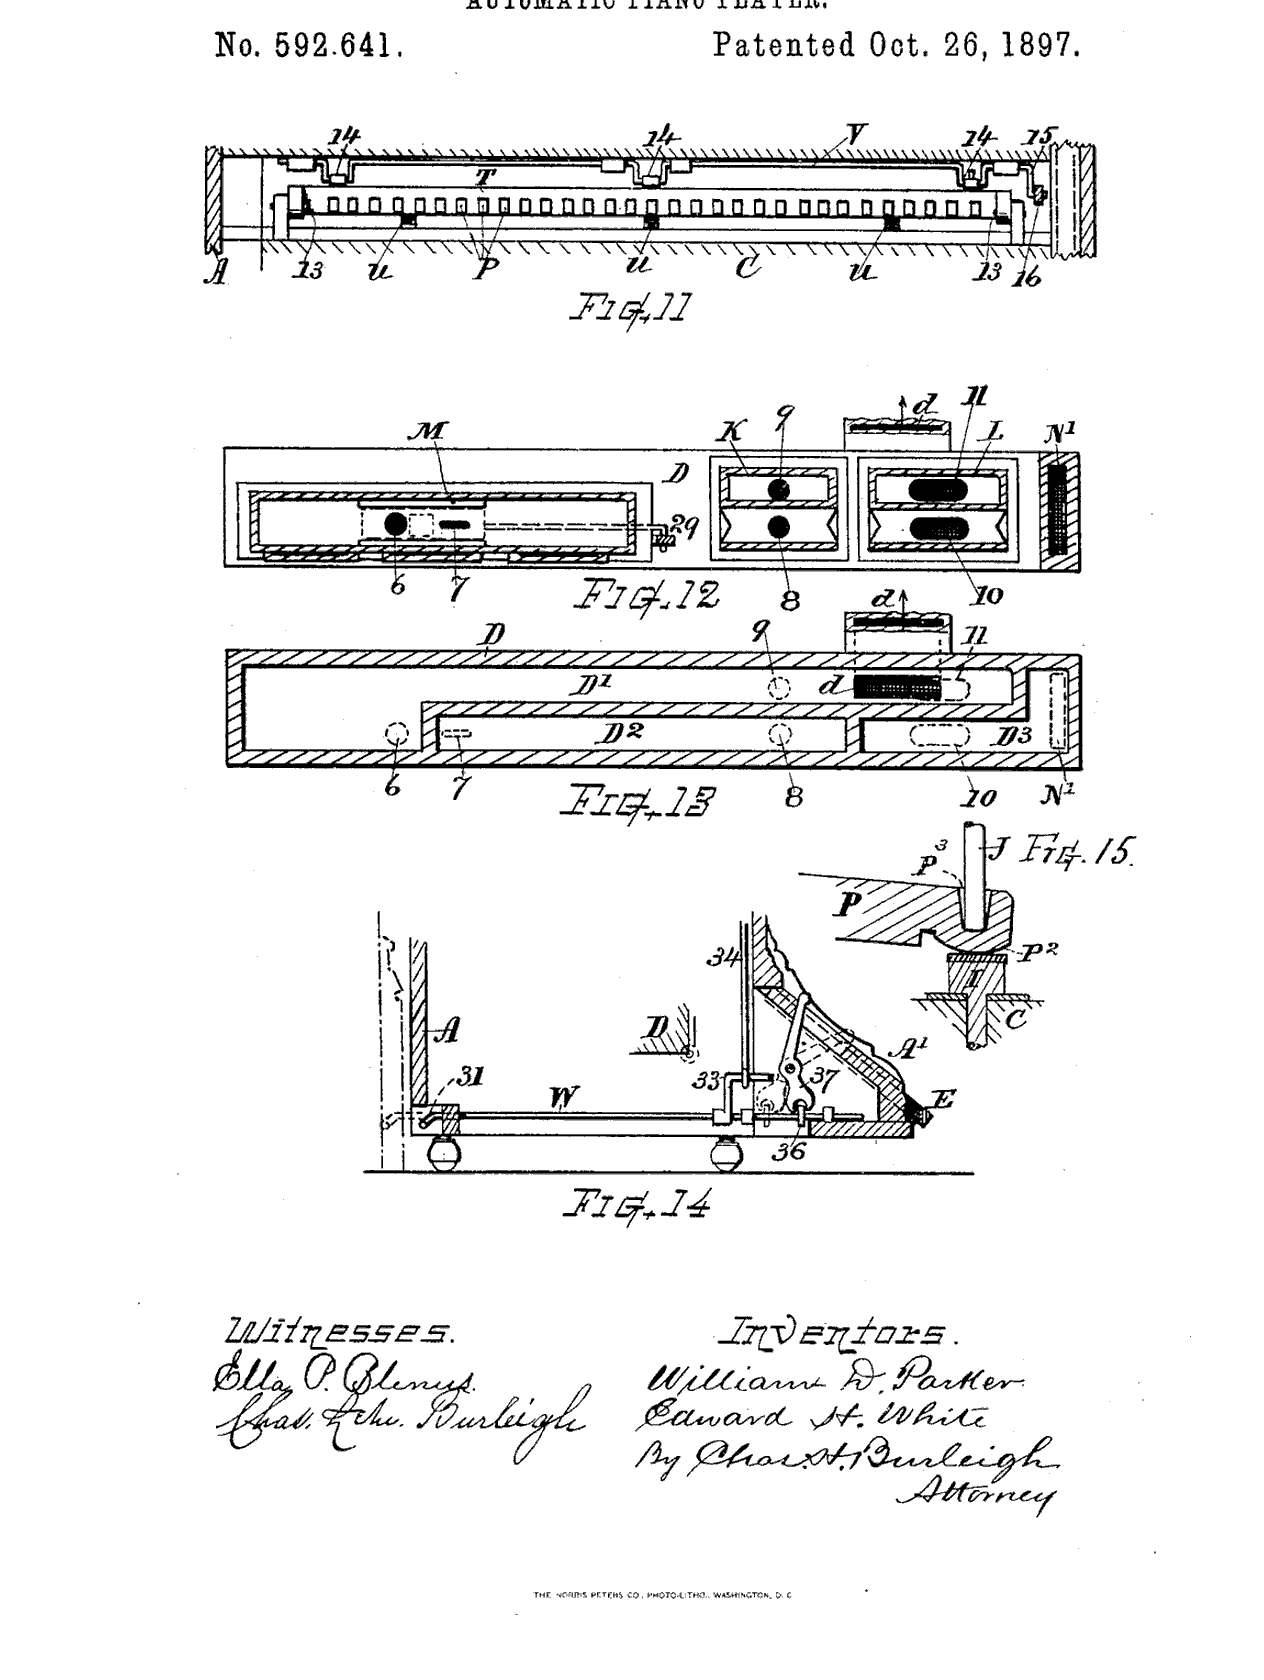 AUTOMATIC PIANO PLAYER.
No. 592.641. Patented Oct. 26, 1897.
14 14 V 14 15
T
A 13 u P u C u 13 16
FIG. 11
M K 9 d 11 L N¹
D
29
6 7 8 10
FIG. 12
d
D 9 11
D¹ d
D² D³
6 7 8 10 N¹
FIG. 13
P³ J FIG. 15.
P
P²
T
C
34
A D A¹
31 W 33 37 E
36
FIG. 14
Witnesses. Inventors.
Ella P. Blenus. William D. Parker
Chas. Burleigh Edward H. White
By Chas. H. Burleigh
Attorney
THE NORRIS PETERS CO., PHOTO-LITHO., WASHINGTON, D. C.